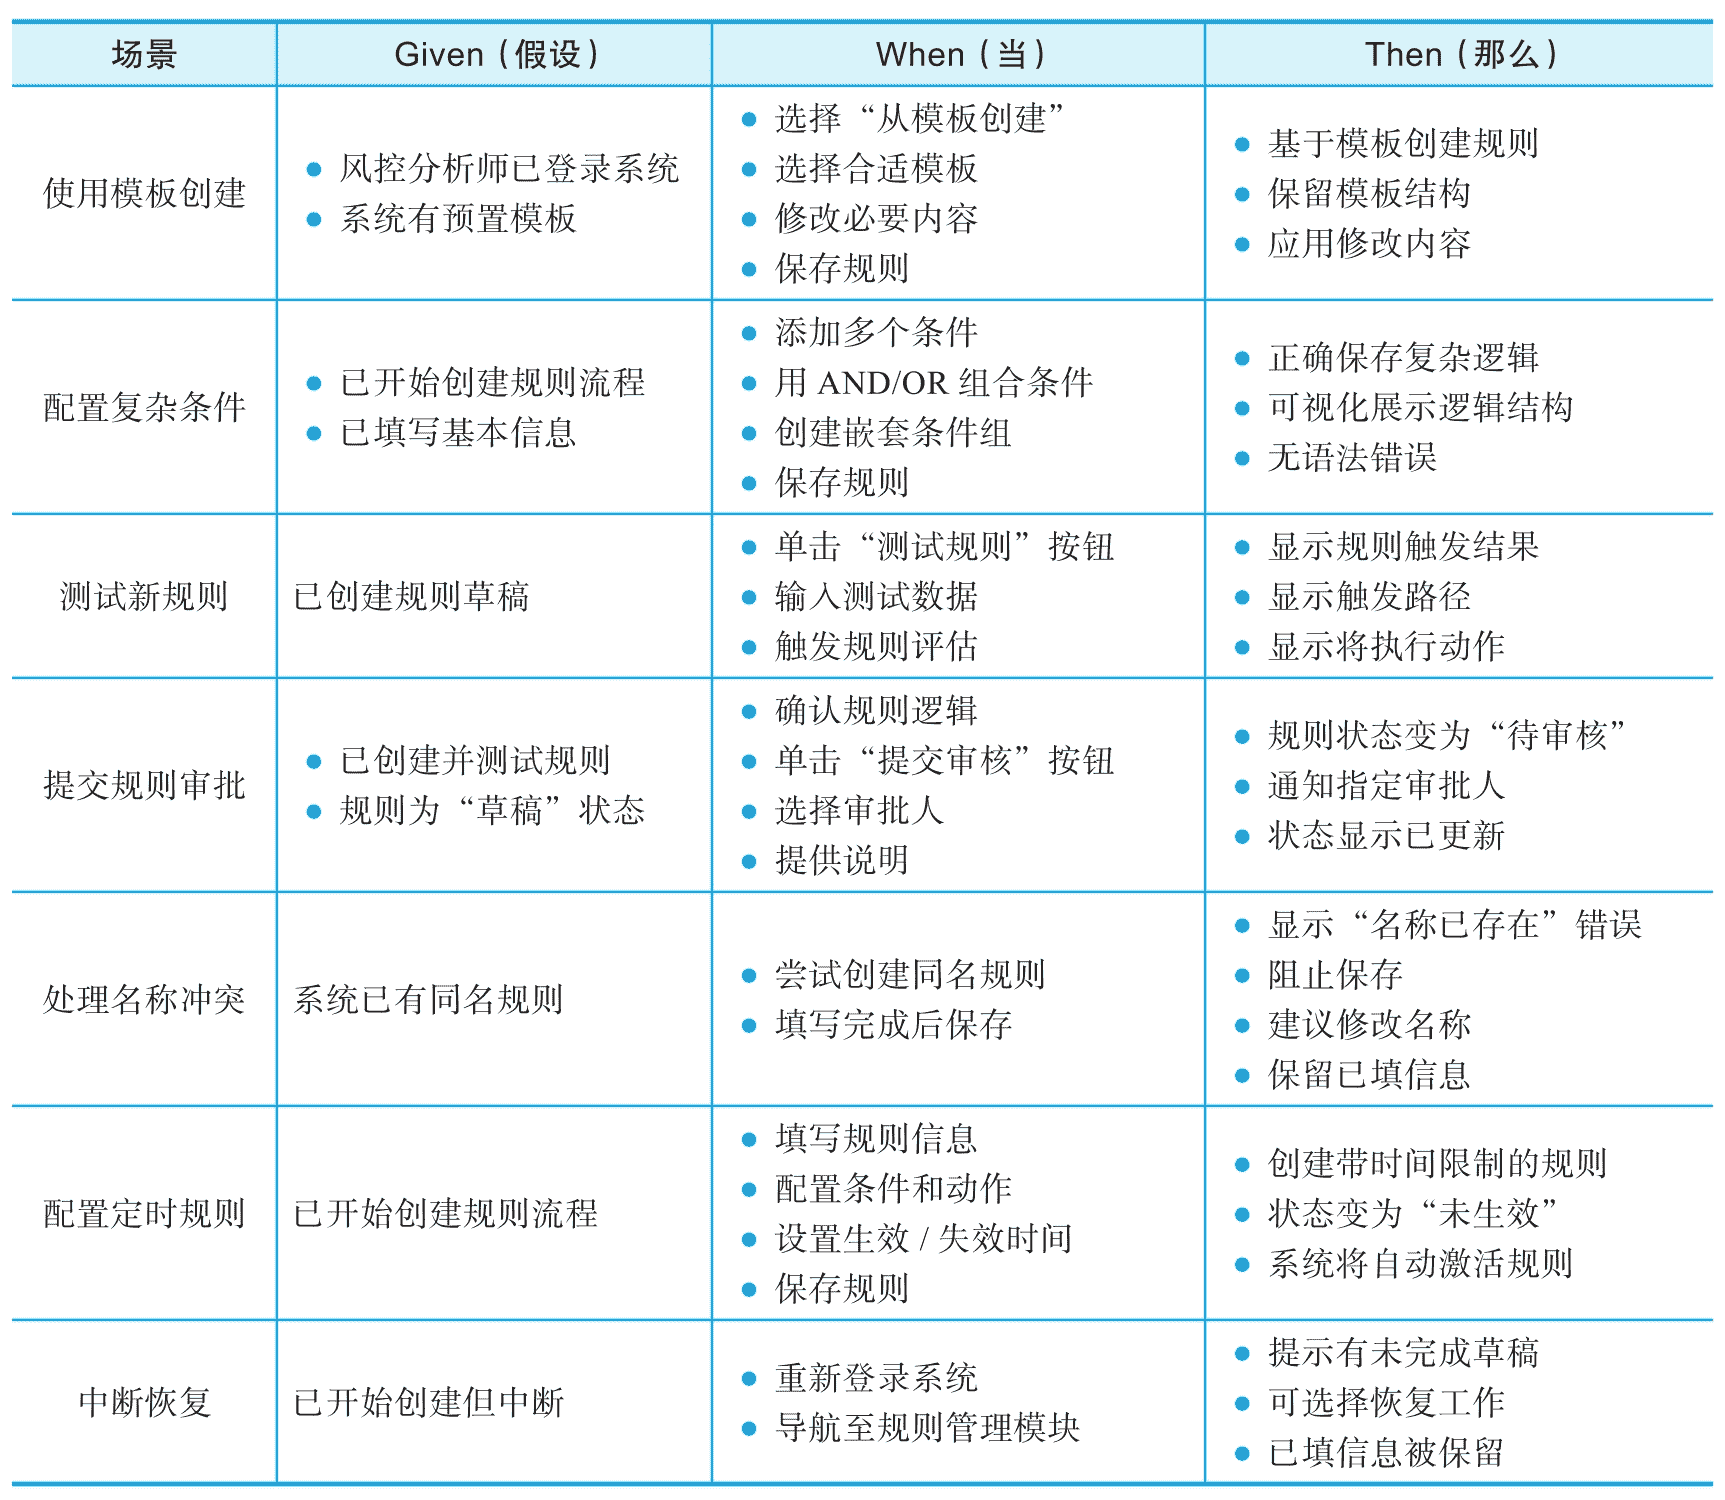 场景 Given（假设） When（当） Then（那么）
使用模板创建
● 风控分析师已登录系统
● 系统有预置模板
● 选择“从模板创建”
● 选择合适模板
● 修改必要内容
● 保存规则
● 基于模板创建规则
● 保留模板结构
● 应用修改内容
配置复杂条件
● 已开始创建规则流程
● 已填写基本信息
● 添加多个条件
● 用 AND/OR 组合条件
● 创建嵌套条件组
● 保存规则
● 正确保存复杂逻辑
● 可视化展示逻辑结构
● 无语法错误
测试新规则
已创建规则草稿
● 单击“测试规则”按钮
● 输入测试数据
● 触发规则评估
● 显示规则触发结果
● 显示触发路径
● 显示将执行动作
提交规则审批
● 已创建并测试规则
● 规则为“草稿”状态
● 确认规则逻辑
● 单击“提交审核”按钮
● 选择审批人
● 提供说明
● 规则状态变为“待审核”
● 通知指定审批人
● 状态显示已更新
处理名称冲突
系统已有同名规则
● 尝试创建同名规则
● 填写完成后保存
● 显示“名称已存在”错误
● 阻止保存
● 建议修改名称
● 保留已填信息
配置定时规则
已开始创建规则流程
● 填写规则信息
● 配置条件和动作
● 设置生效 / 失效时间
● 保存规则
● 创建带时间限制的规则
● 状态变为“未生效”
● 系统将自动激活规则
中断恢复
已开始创建但中断
● 重新登录系统
● 导航至规则管理模块
● 提示有未完成草稿
● 可选择恢复工作
● 已填信息被保留